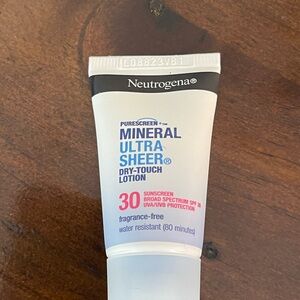 Neutrogena®
PURESCREEN+™
MINERAL
ULTRA
SHEER®
DRY-TOUCH
LOTION
30
SUNSCREEN
BROAD SPECTRUM SPF 30
UVA/UVB PROTECTION
fragrance-free
water resistant (80 minutes)